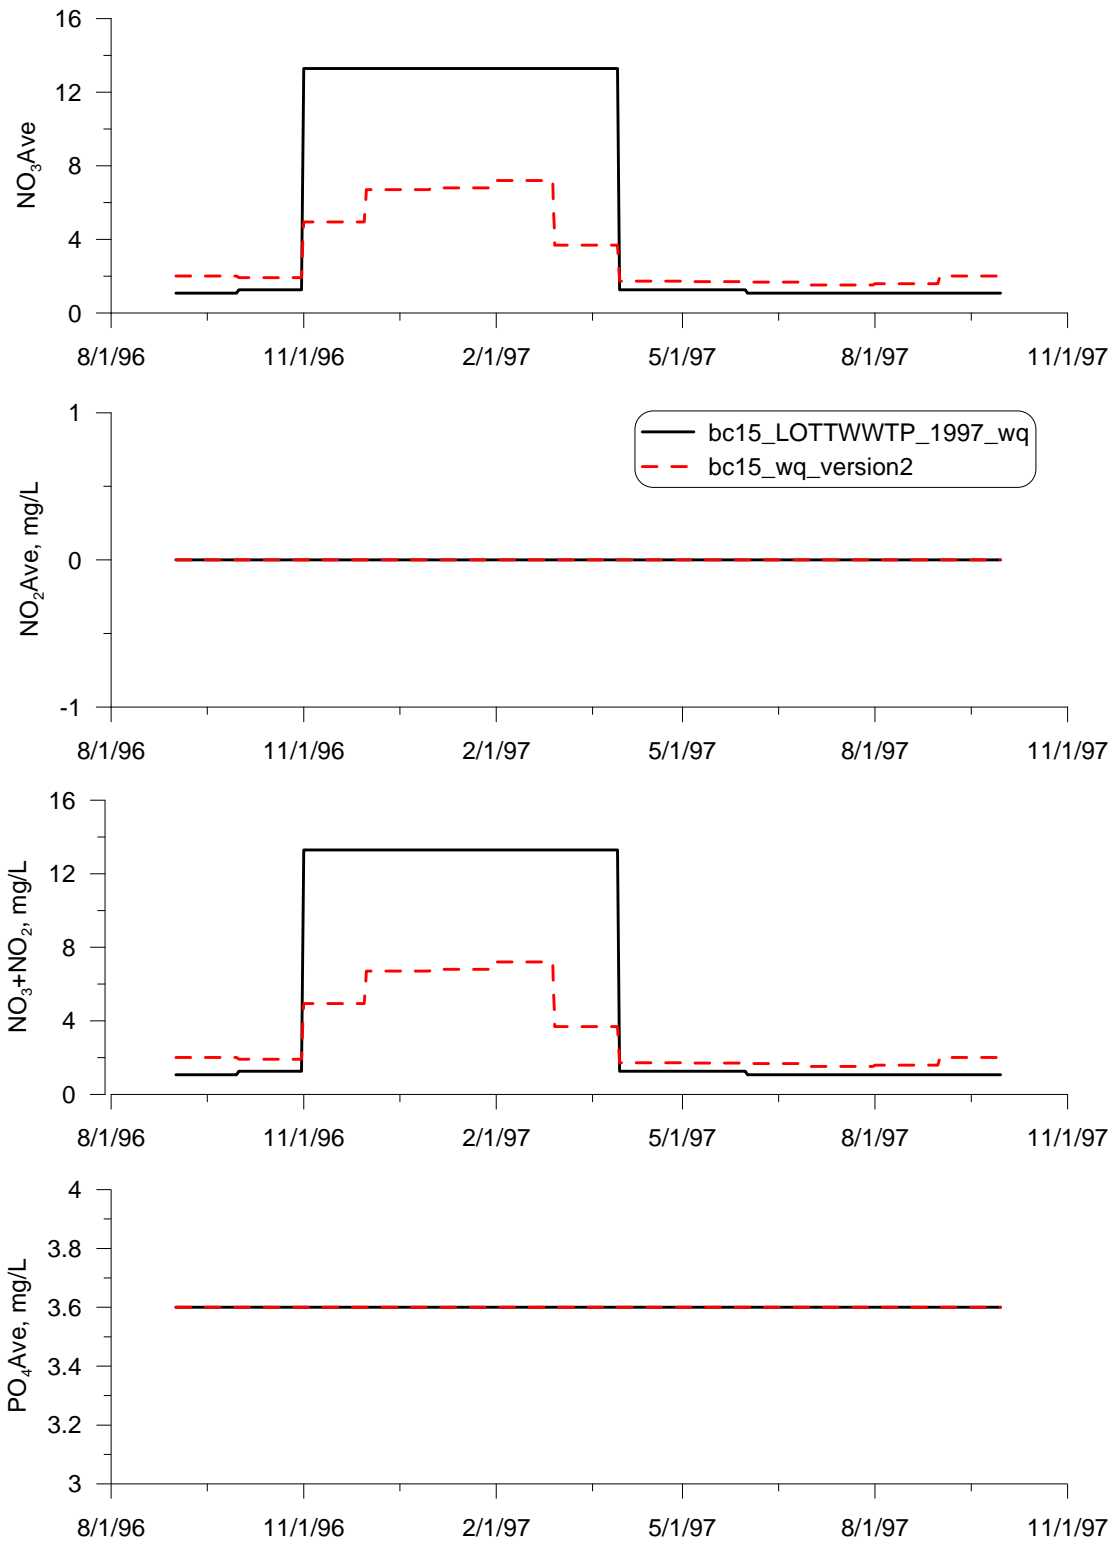 16
12
8
4
0
NO₃Ave
8/1/96 11/1/96 2/1/97 5/1/97 8/1/97 11/1/97
1
0
-1
NO₂Ave, mg/L
bc15_LOTTWWTP_1997_wq
bc15_wq_version2
8/1/96 11/1/96 2/1/97 5/1/97 8/1/97 11/1/97
16
12
8
4
0
NO₃+NO₂, mg/L
8/1/96 11/1/96 2/1/97 5/1/97 8/1/97 11/1/97
4
3.8
3.6
3.4
3.2
3
PO₄Ave, mg/L
8/1/96 11/1/96 2/1/97 5/1/97 8/1/97 11/1/97